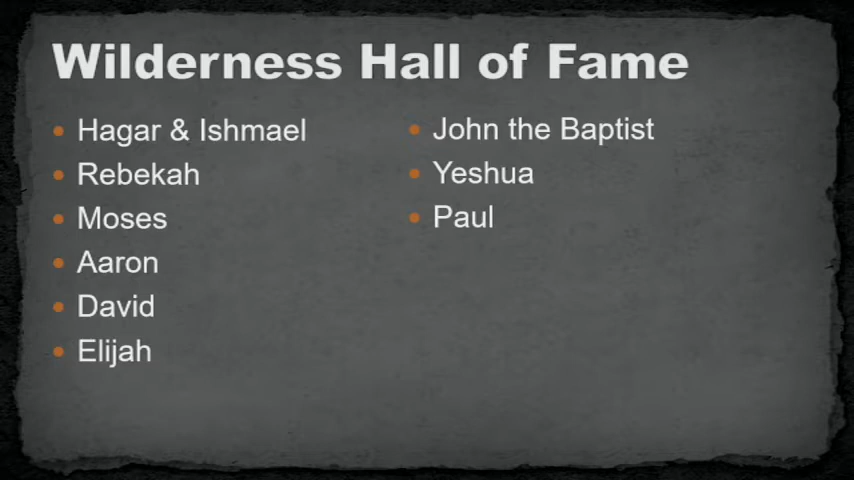 Wilderness Hall of Fame
Hagar & Ishmael
Rebekah
Moses
Aaron
David
Elijah
John the Baptist
Yeshua
Paul